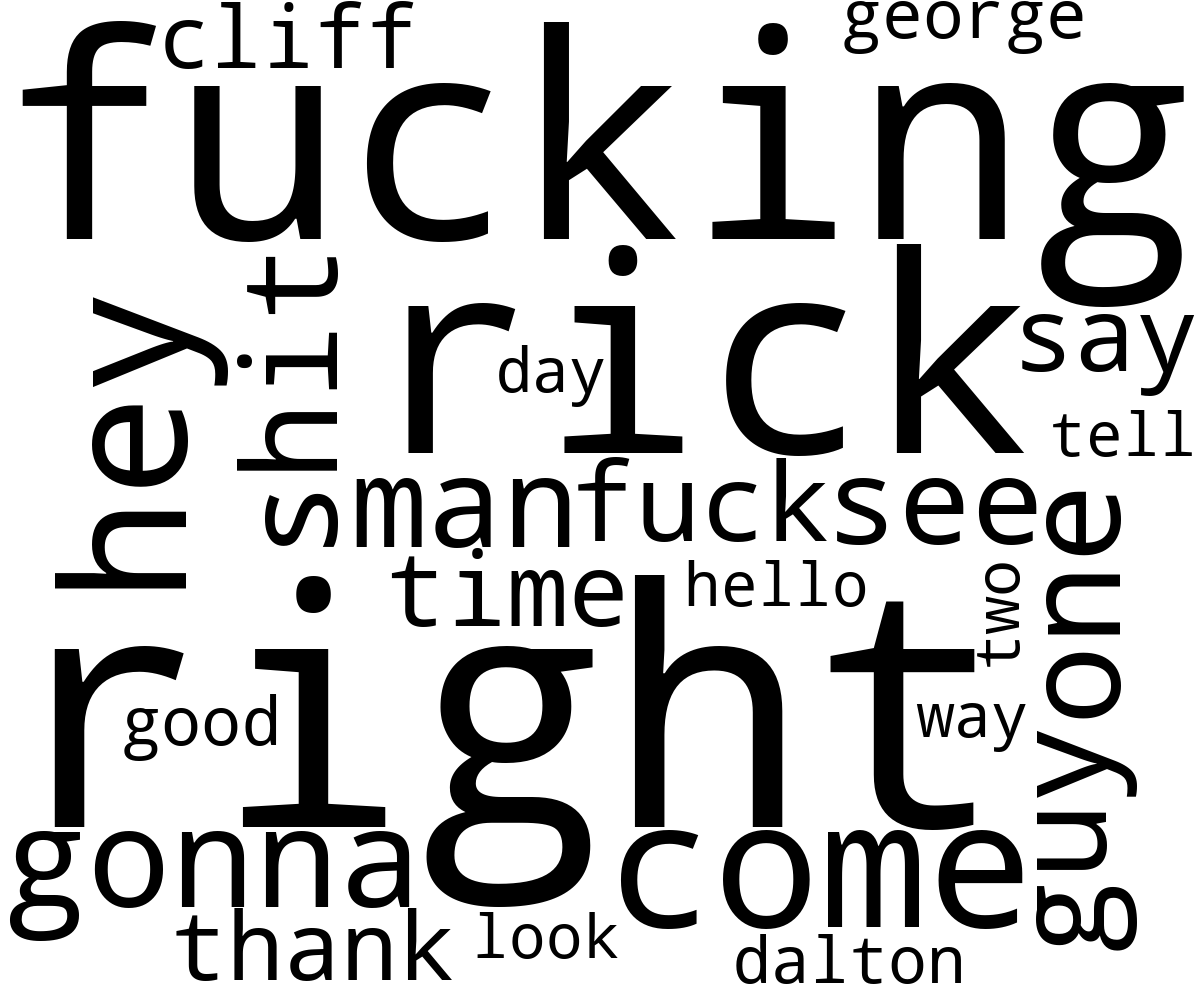 cliff
george
fucking
hey
shit
rick
day
say
tell
man
fuck
see
time
hello
two
one
right
good
way
guy
gonna
come
thank
look
dalton